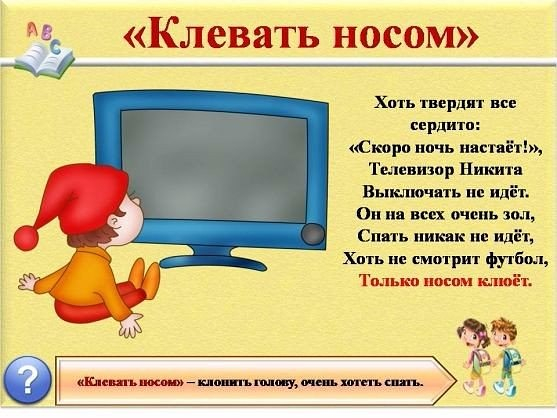 АВС
«Клевать носом»
Хоть твердят все
сердито:
«Скоро ночь настаёт!»,
Телевизор Никита
Выключать не идёт.
Он на всех очень зол,
Спать никак не идёт,
Хоть не смотрит футбол,
Только носом клюёт.
?
«Клевать носом» – клонить голову, очень хотеть спать.